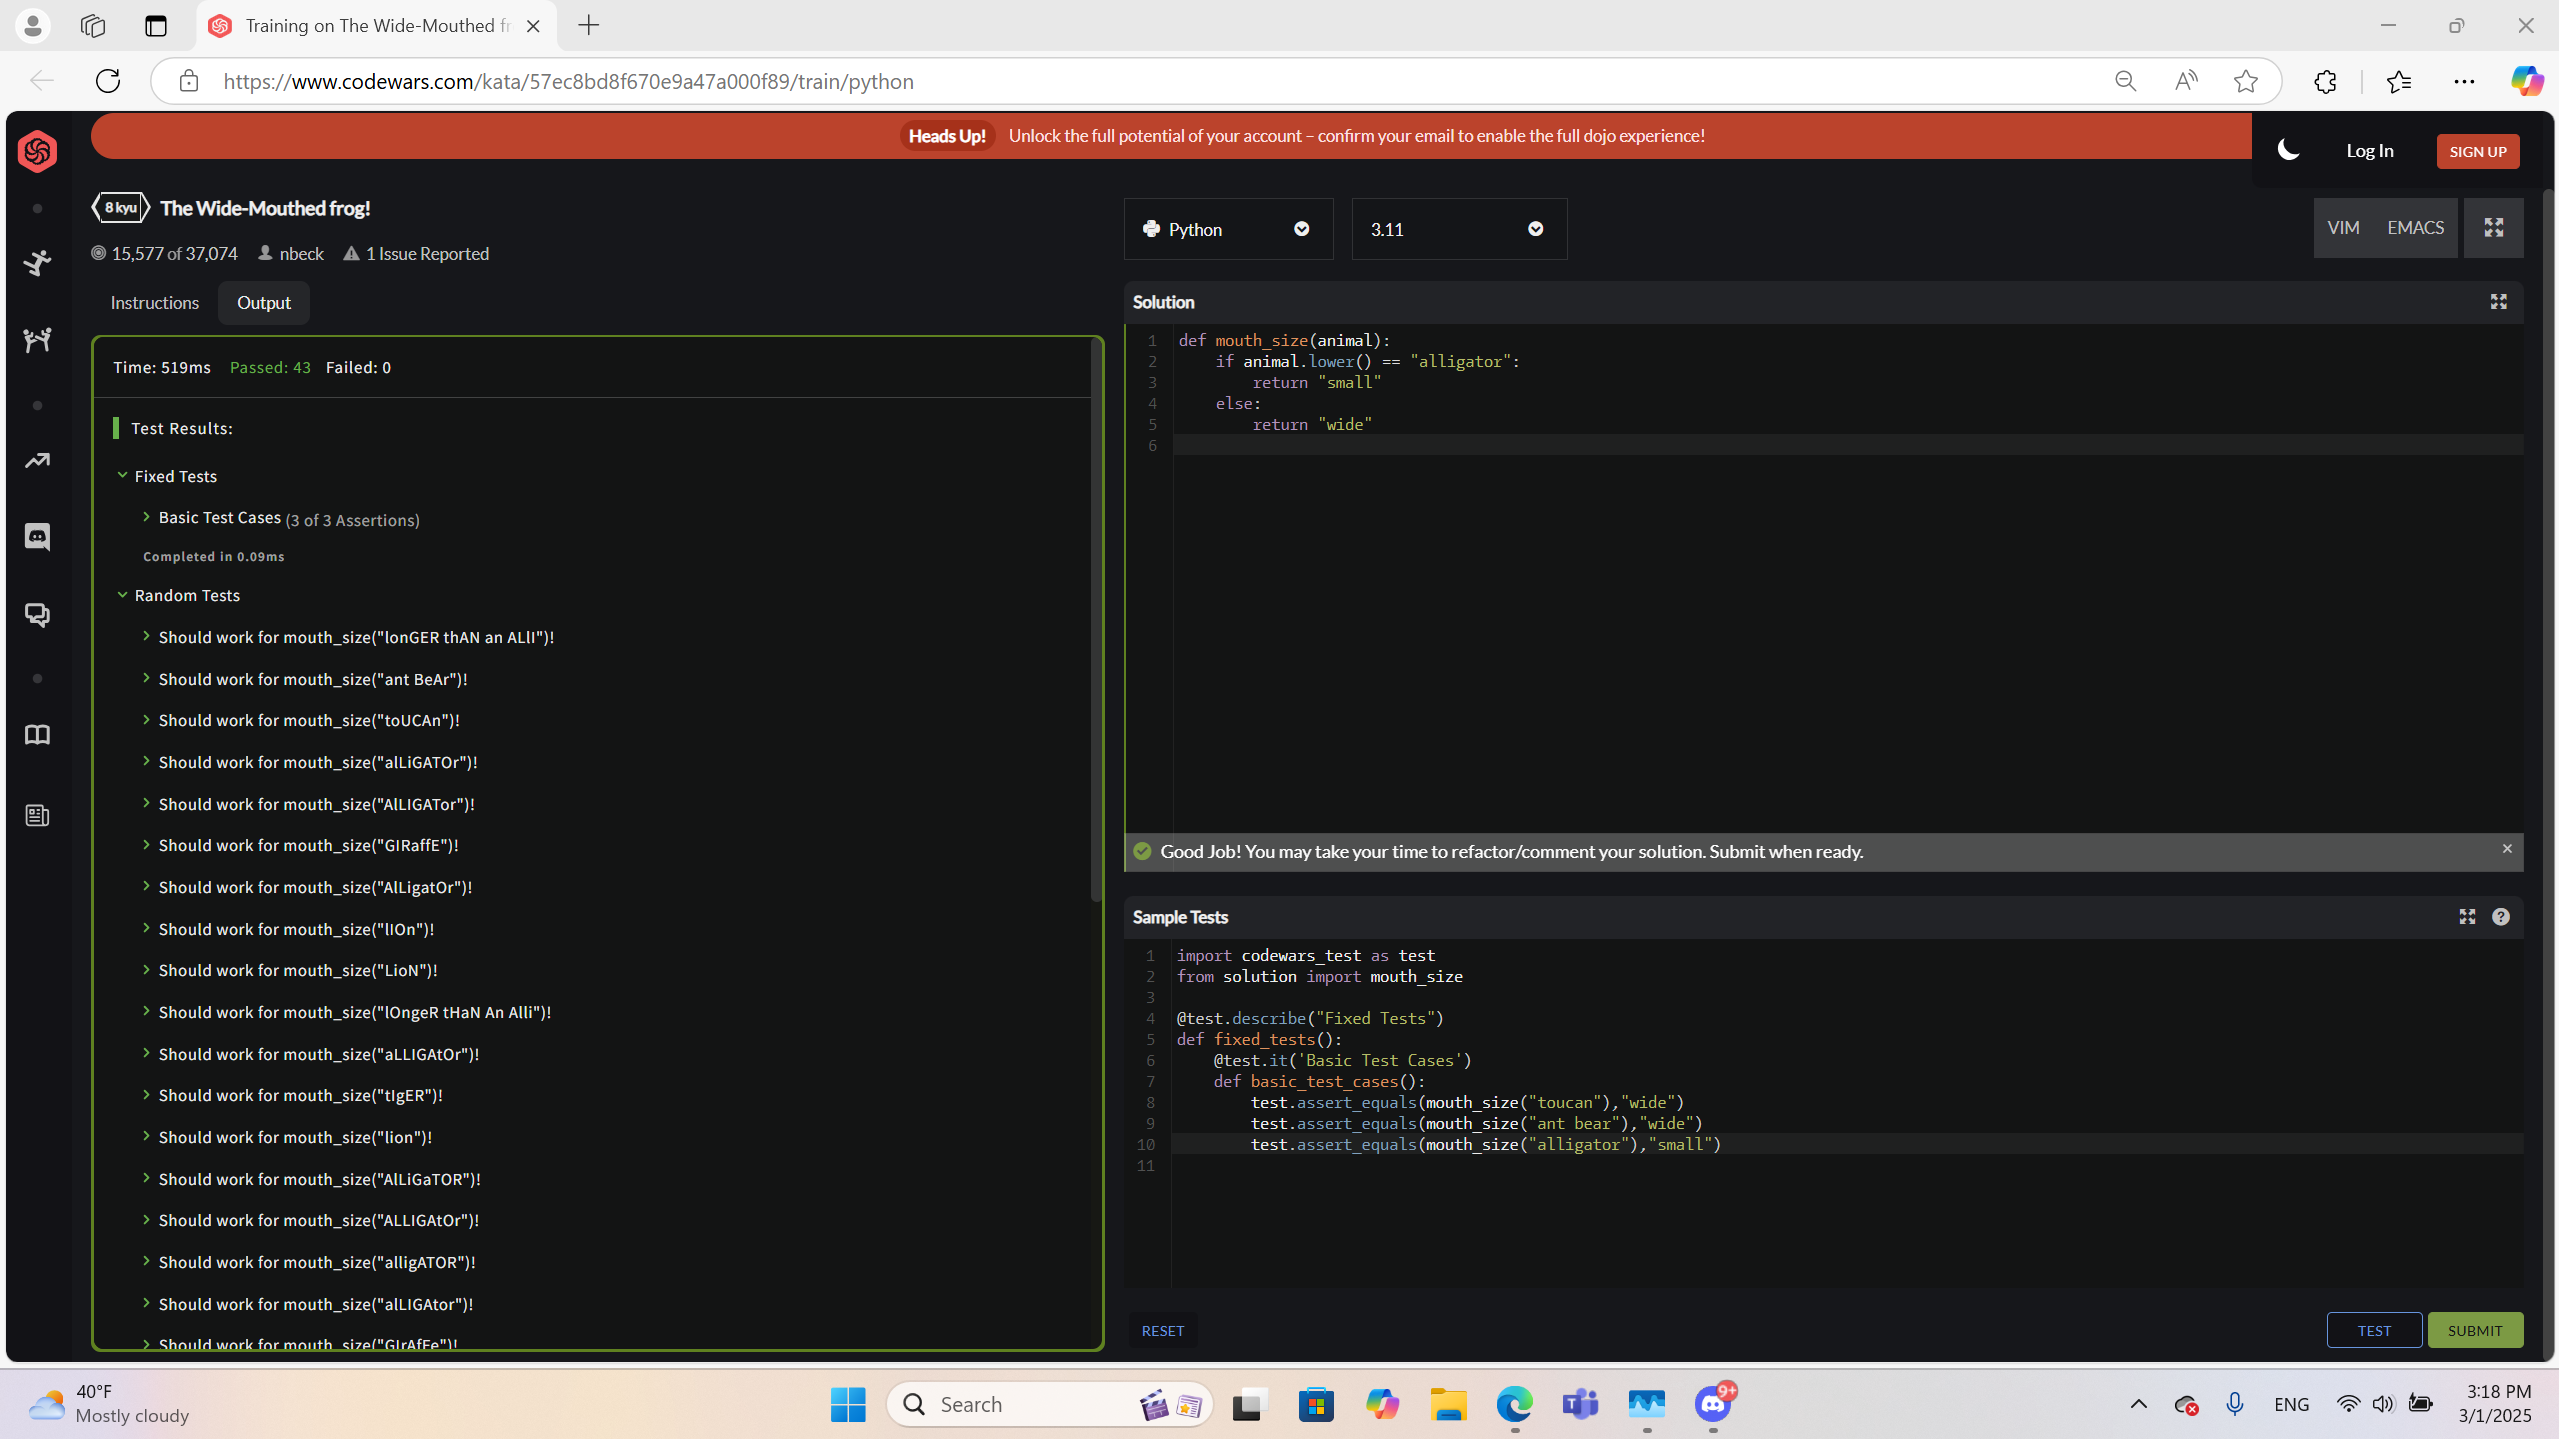 Training on The Wide-Mouthed fr
https://www.codewars.com/kata/57ec8bd8f670e9a47a000f89/train/python
Heads Up! Unlock the full potential of your account – confirm your email to enable the full dojo experience!
Log In
SIGN UP
8 kyu
The Wide-Mouthed frog!
15,577 of 37,074
nbeck
1 Issue Reported
Python
3.11
VIM
EMACS
Instructions
Output
Time: 519ms Passed: 43 Failed: 0
Test Results:
Fixed Tests
Basic Test Cases (3 of 3 Assertions)
Completed in 0.09ms
Random Tests
Should work for mouth_size("lonGER thAN an ALlI")!
Should work for mouth_size("ant BeAr")!
Should work for mouth_size("toUCAn")!
Should work for mouth_size("alLiGATOr")!
Should work for mouth_size("AlLIGATor")!
Should work for mouth_size("GIRaffE")!
Should work for mouth_size("AlLigatOr")!
Should work for mouth_size("lIOn")!
Should work for mouth_size("LioN")!
Should work for mouth_size("lOngeR tHaN An Alli")!
Should work for mouth_size("aLLIGAtOr")!
Should work for mouth_size("tIgER")!
Should work for mouth_size("lion")!
Should work for mouth_size("AlLiGaTOR")!
Should work for mouth_size("ALLIGAtOr")!
Should work for mouth_size("alligATOR")!
Should work for mouth_size("alLIGAtor")!
Should work for mouth_size("GIrAfFe")!
Solution
1 def mouth_size(animal):
2 if animal.lower() == "alligator":
3 return "small"
4 else:
5 return "wide"
6
Good Job! You may take your time to refactor/comment your solution. Submit when ready.
Sample Tests
1 import codewars_test as test
2 from solution import mouth_size
3
4 @test.describe("Fixed Tests")
5 def fixed_tests():
6 @test.it('Basic Test Cases')
7 def basic_test_cases():
8 test.assert_equals(mouth_size("toucan"),"wide")
9 test.assert_equals(mouth_size("ant bear"),"wide")
10 test.assert_equals(mouth_size("alligator"),"small")
11
RESET
TEST
SUBMIT
40°F
Mostly cloudy
Search
9+
ENG
3:18 PM
3/1/2025